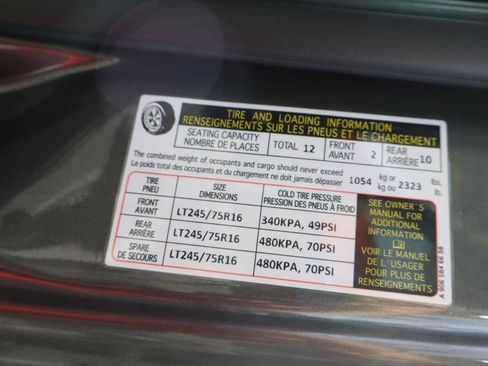 TIRE AND LOADING INFORMATION
RENSEIGNEMENTS SUR LES PNEUS ET LE CHARGEMENT
SEATING CAPACITY
NOMBRE DE PLACES
TOTAL 12
FRONT
AVANT 2
REAR
ARRIÈRE 10
The combined weight of occupants and cargo should never exceed
Le poids total des occupants et du chargement ne doit jamais dépasser
1054 kg or
kg ou 2323 lbs.
lb.
TIRE
PNEU
SIZE
DIMENSIONS
COLD TIRE PRESSURE
PRESSION DES PNEUS À FROID
FRONT
AVANT
LT245/75R16
340KPA, 49PSI
REAR
ARRIÈRE
LT245/75R16
480KPA, 70PSI
SPARE
DE SECOURS
LT245/75R16
480KPA, 70PSI
SEE OWNER'S
MANUAL FOR
ADDITIONAL
INFORMATION
VOIR LE MANUEL
DE L'USAGER
POUR PLUS DE
RENSEIGNEMENTS
A 906 584 66 38